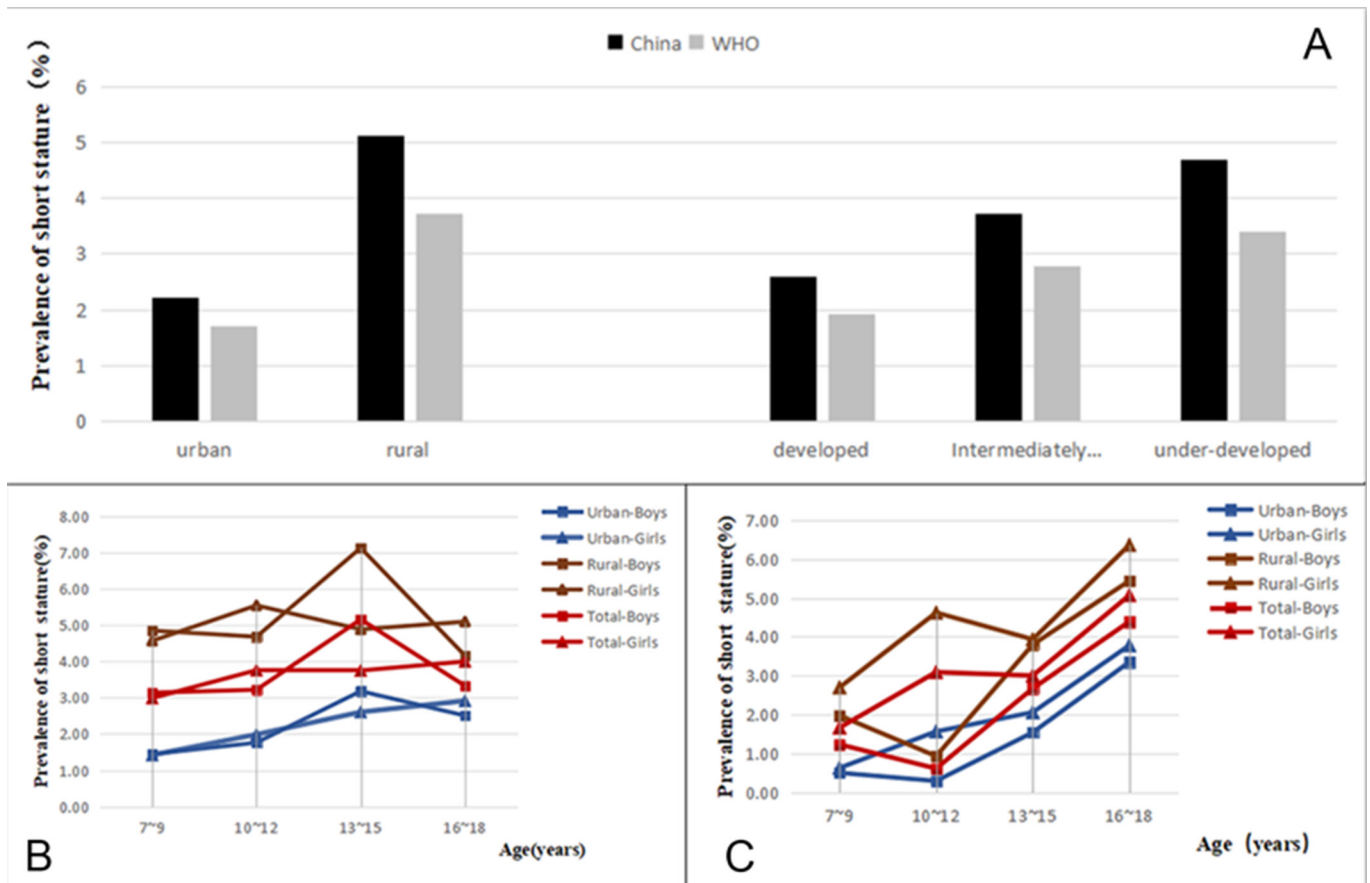 China WHO
A
Prevalence of short stature (%)
6
5
4
3
2
1
0
urban rural developed Intermediately... under-developed
Prevalence of short stature(%)
8.00
7.00
6.00
5.00
4.00
3.00
2.00
1.00
0.00
7~9 10~12 13~15 16~18
Age(years)
Urban-Boys
Urban-Girls
Rural-Boys
Rural-Girls
Total-Boys
Total-Girls
B
Prevalence of short stature(%)
7.00
6.00
5.00
4.00
3.00
2.00
1.00
0.00
7~9 10~12 13~15 16~18
Age (years)
Urban-Boys
Urban-Girls
Rural-Boys
Rural-Girls
Total-Boys
Total-Girls
C